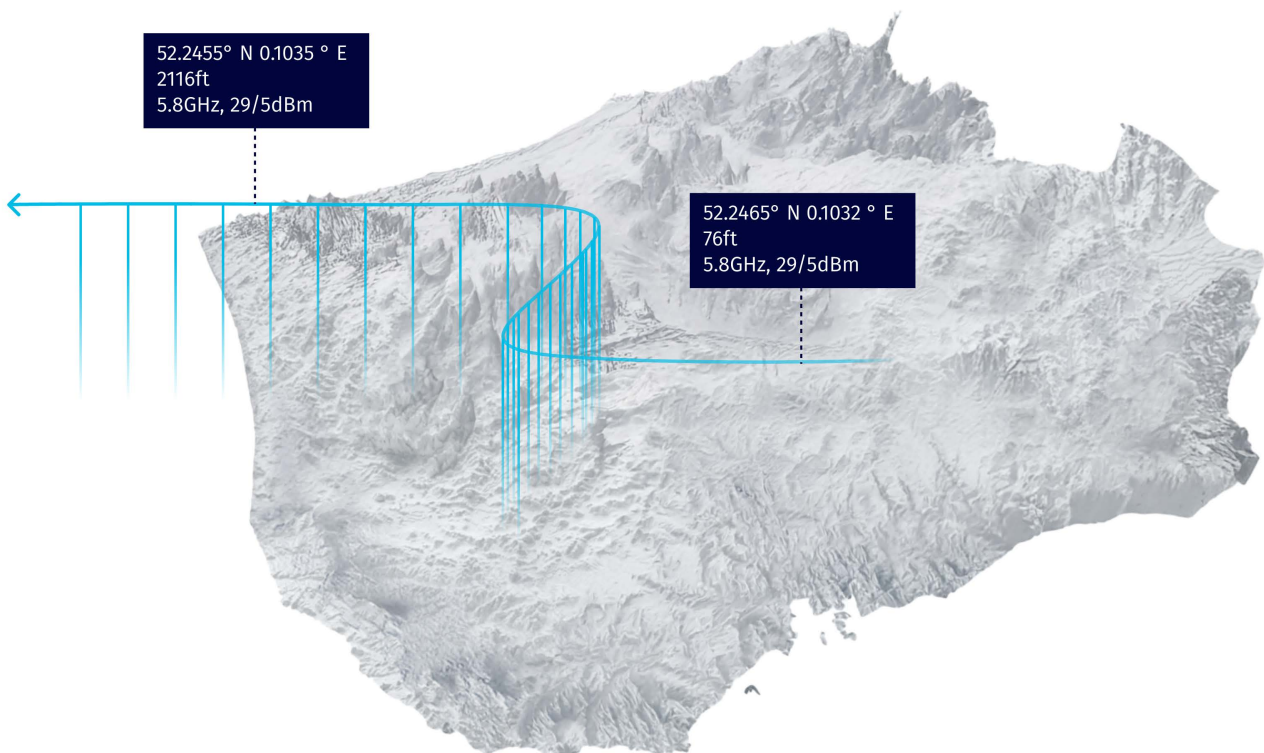 52.2455° N 0.1035 ° E
2116ft
5.8GHz, 29/5dBm
52.2465° N 0.1032 ° E
76ft
5.8GHz, 29/5dBm